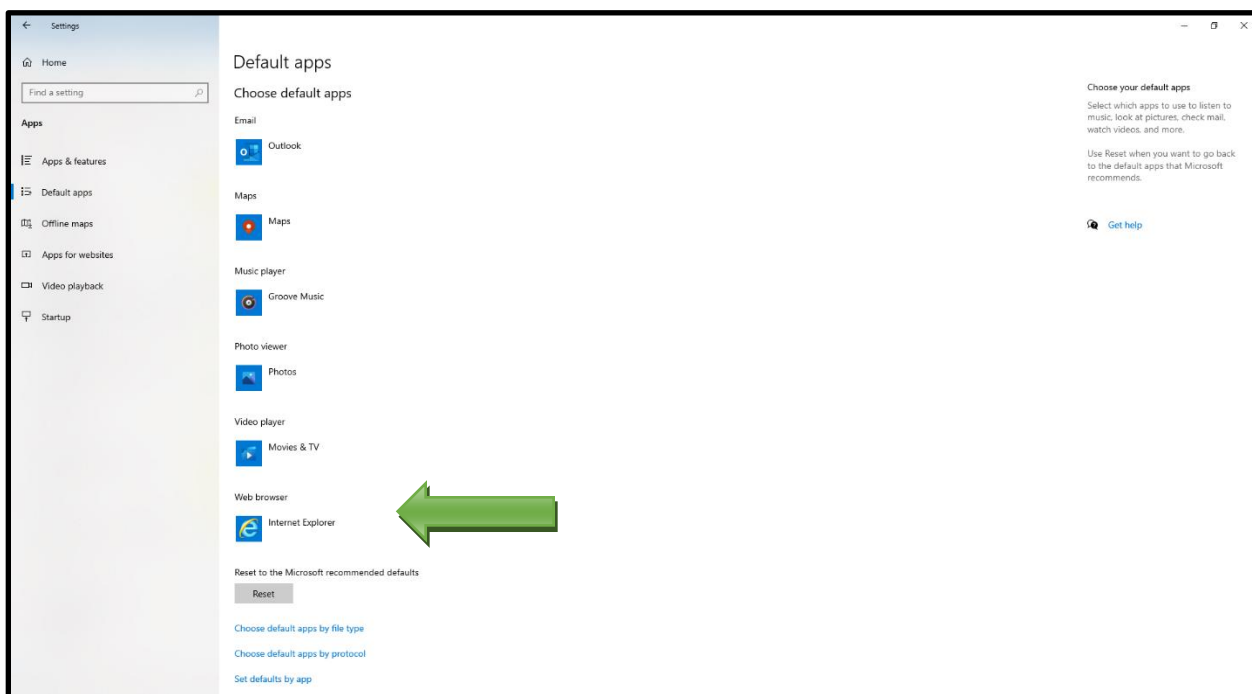 Settings
Home
Find a setting
Apps
Apps & features
Default apps
Offline maps
Apps for websites
Video playback
Startup
Default apps
Choose default apps
Email
Outlook
Maps
Maps
Music player
Groove Music
Photo viewer
Photos
Video player
Movies & TV
Web browser
Internet Explorer
Reset to the Microsoft recommended defaults
Reset
Choose default apps by file type
Choose default apps by protocol
Set defaults by app
Choose your default apps
Select which apps to use to listen to
music, look at pictures, check mail,
watch videos, and more.
Use Reset when you want to go back
to the default apps that Microsoft
recommends.
Get help